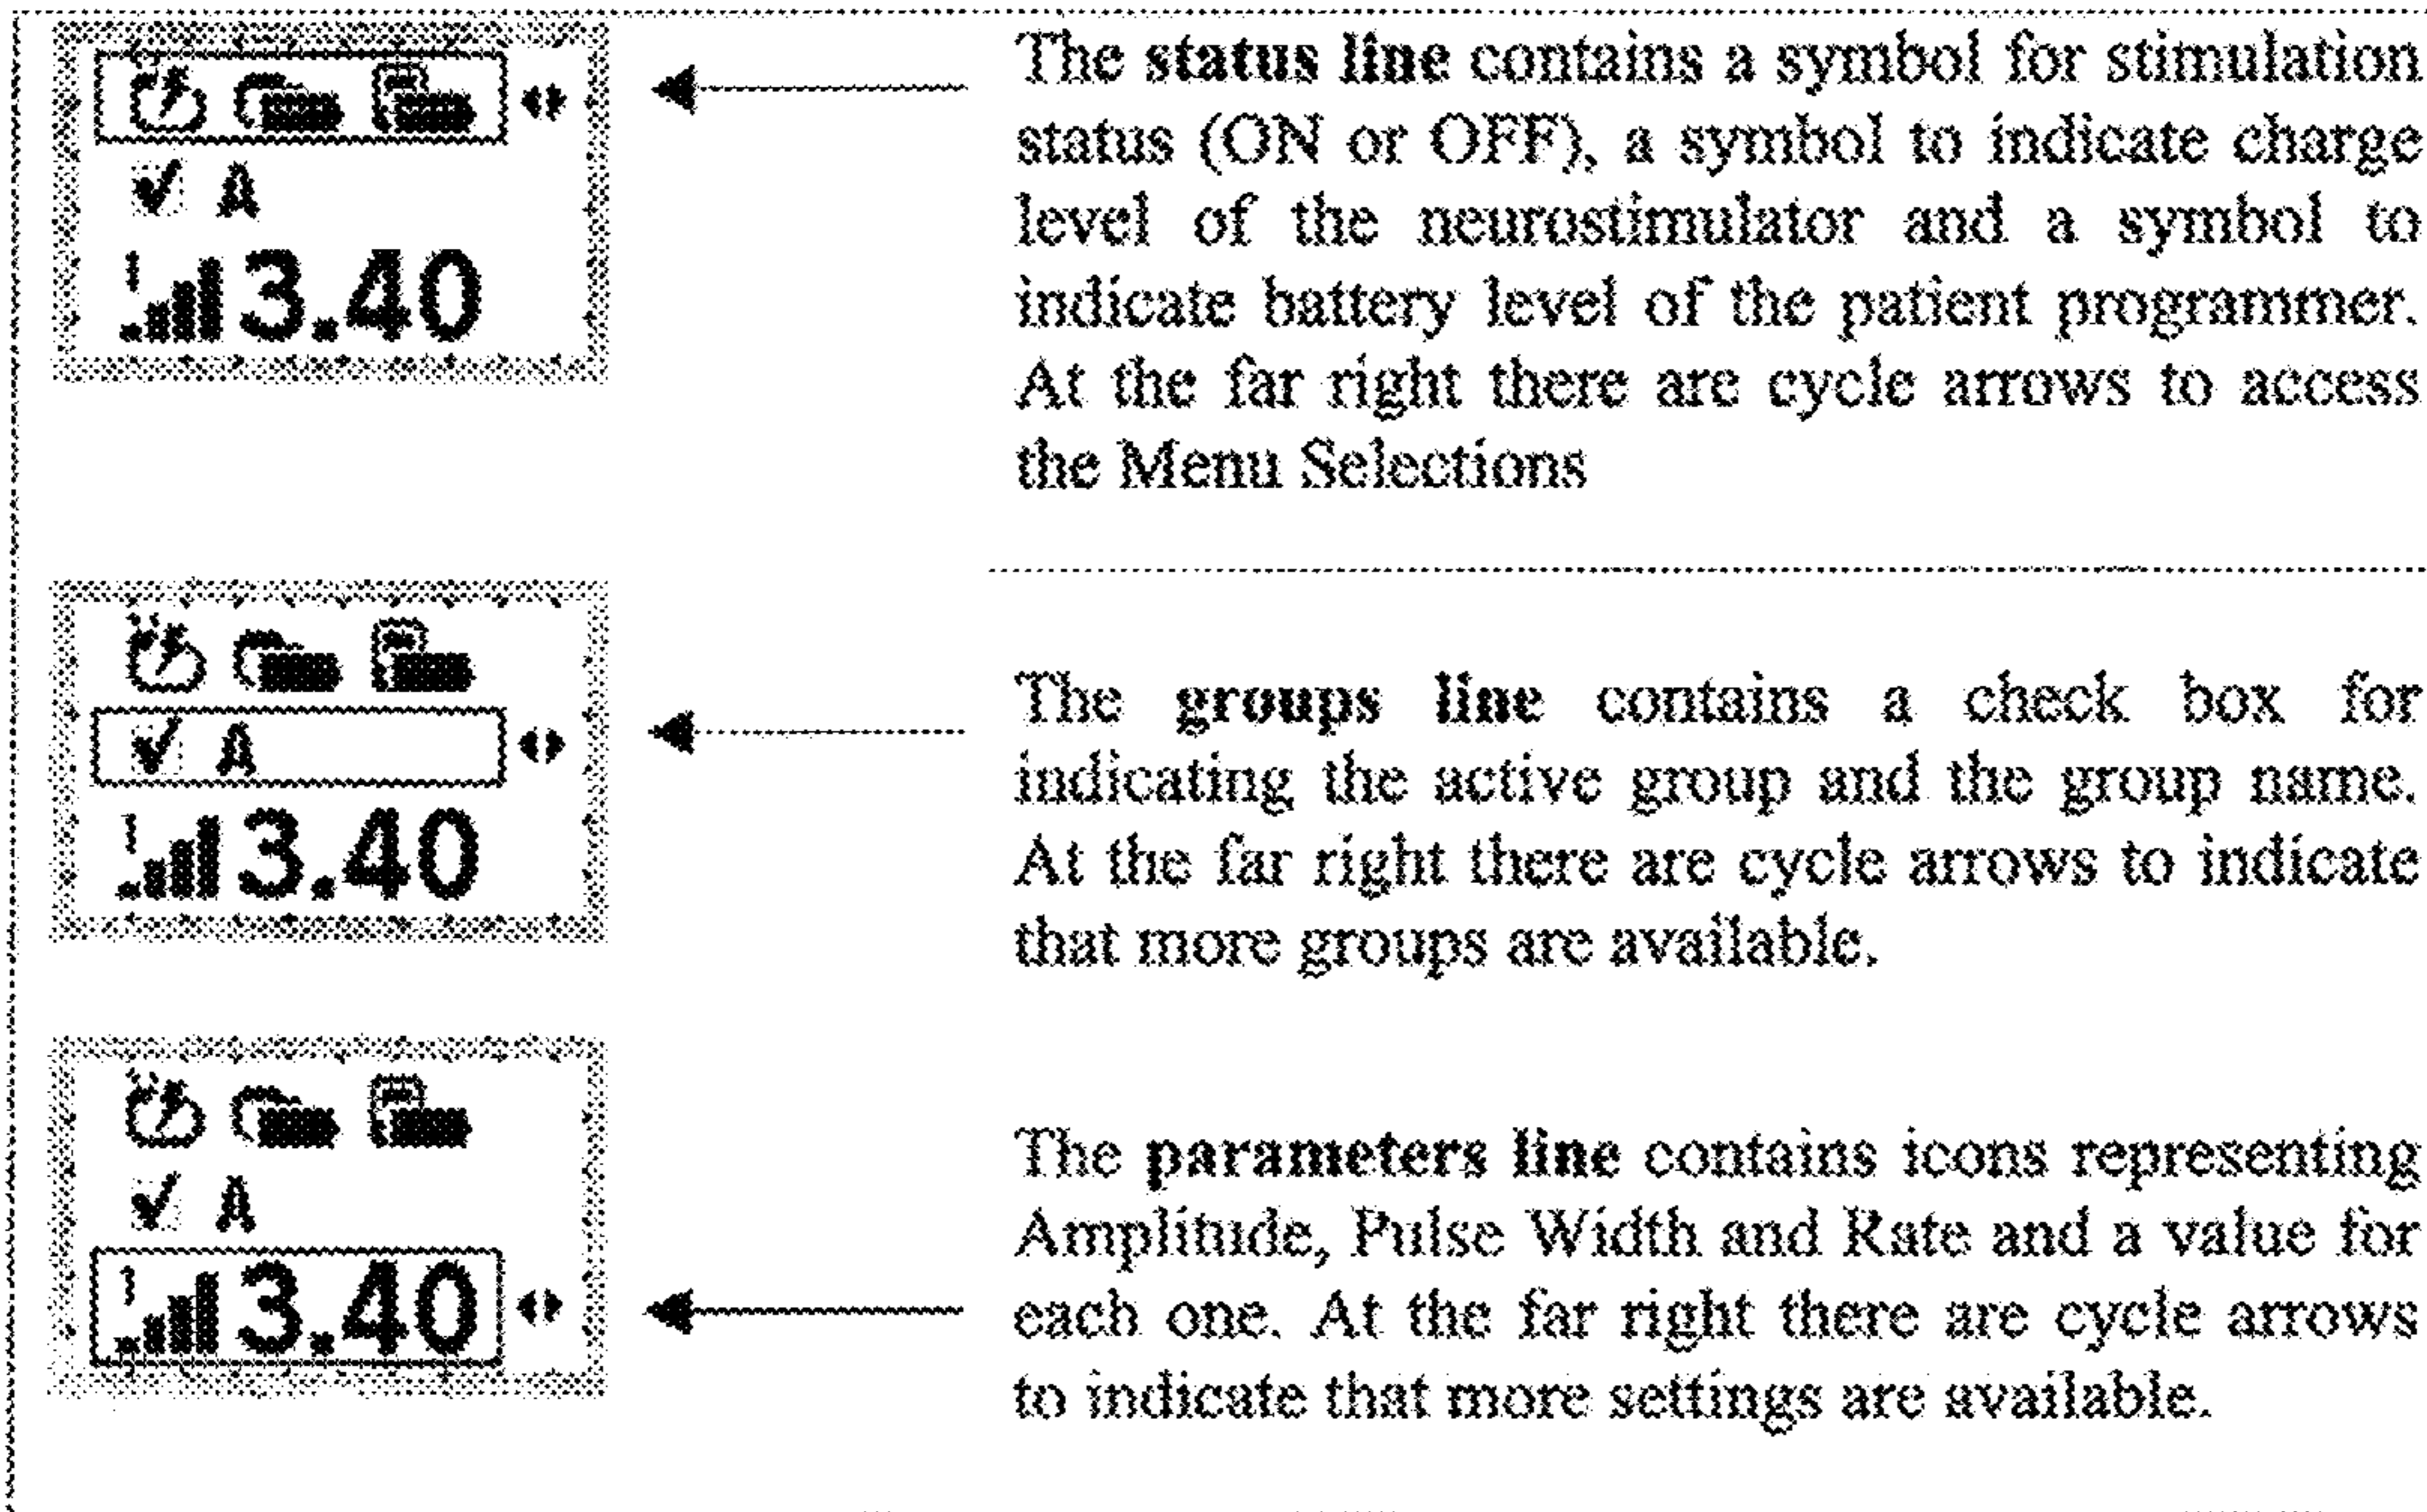 The status line contains a symbol for stimulation
status (ON or OFF), a symbol to indicate charge
level of the neurostimulator and a symbol to
indicate battery level of the patient programmer.
At the far right there are cycle arrows to access
the Menu Selections
A
1 3.40
The groups line contains a check box for
indicating the active group and the group name.
At the far right there are cycle arrows to indicate
that more groups are available.
A
1 3.40
The parameters line contains icons representing
Amplitude, Pulse Width and Rate and a value for
each one. At the far right there are cycle arrows
to indicate that more settings are available.
A
1 3.40